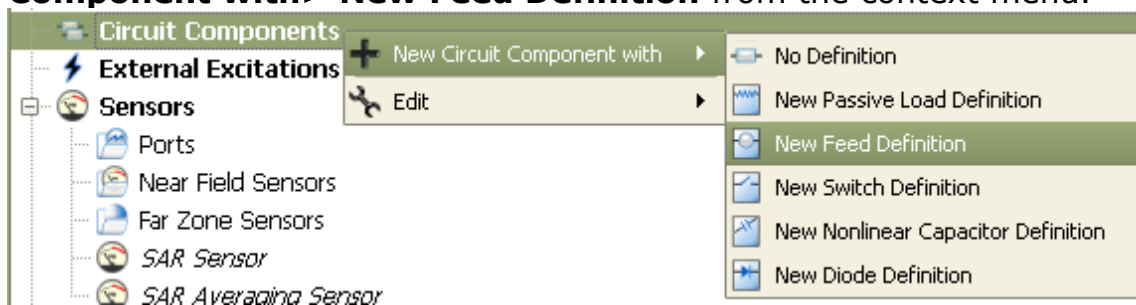 Component with> New Feed Definition from the context menu.
Circuit Components
New Circuit Component with
No Definition
External Excitations
Edit
New Passive Load Definition
Sensors
New Feed Definition
Ports
Near Field Sensors
New Switch Definition
Far Zone Sensors
New Nonlinear Capacitor Definition
SAR Sensor
New Diode Definition
SAR Averaging Sensor